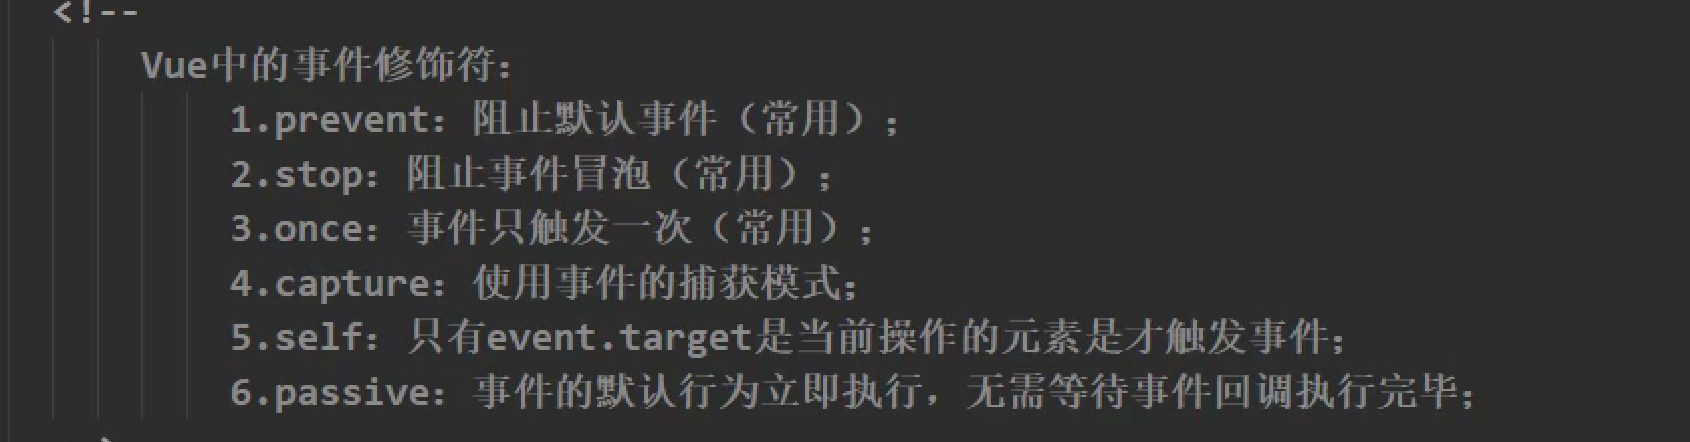 <!--
Vue中的事件修饰符：
1.prevent：阻止默认事件（常用）；
2.stop：阻止事件冒泡（常用）；
3.once：事件只触发一次（常用）；
4.capture：使用事件的捕获模式；
5.self：只有event.target是当前操作的元素是才触发事件；
6.passive：事件的默认行为立即执行，无需等待事件回调执行完毕；